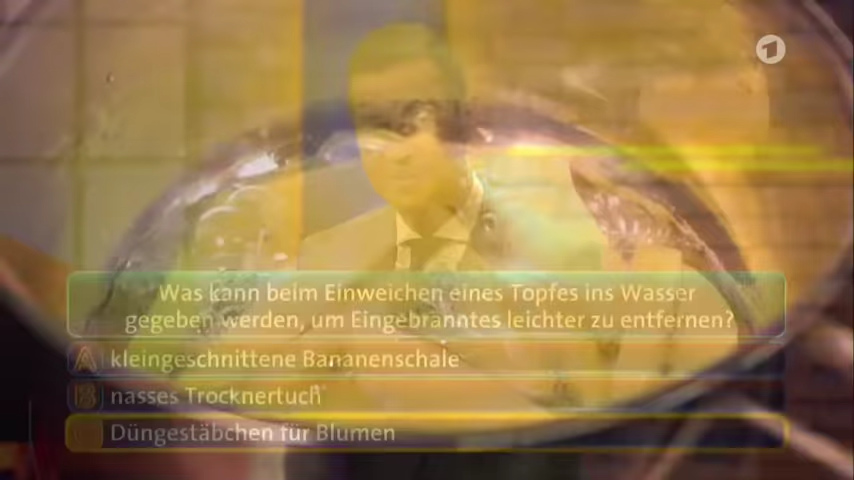 Was kann beim Einweichen eines Topfes ins Wasser
gegeben werden, um Eingebranntes leichter zu entfernen?
A kleingeschnittene Bananenschale
B nasses Trocknertuch
Düngestäbchen für Blumen
1